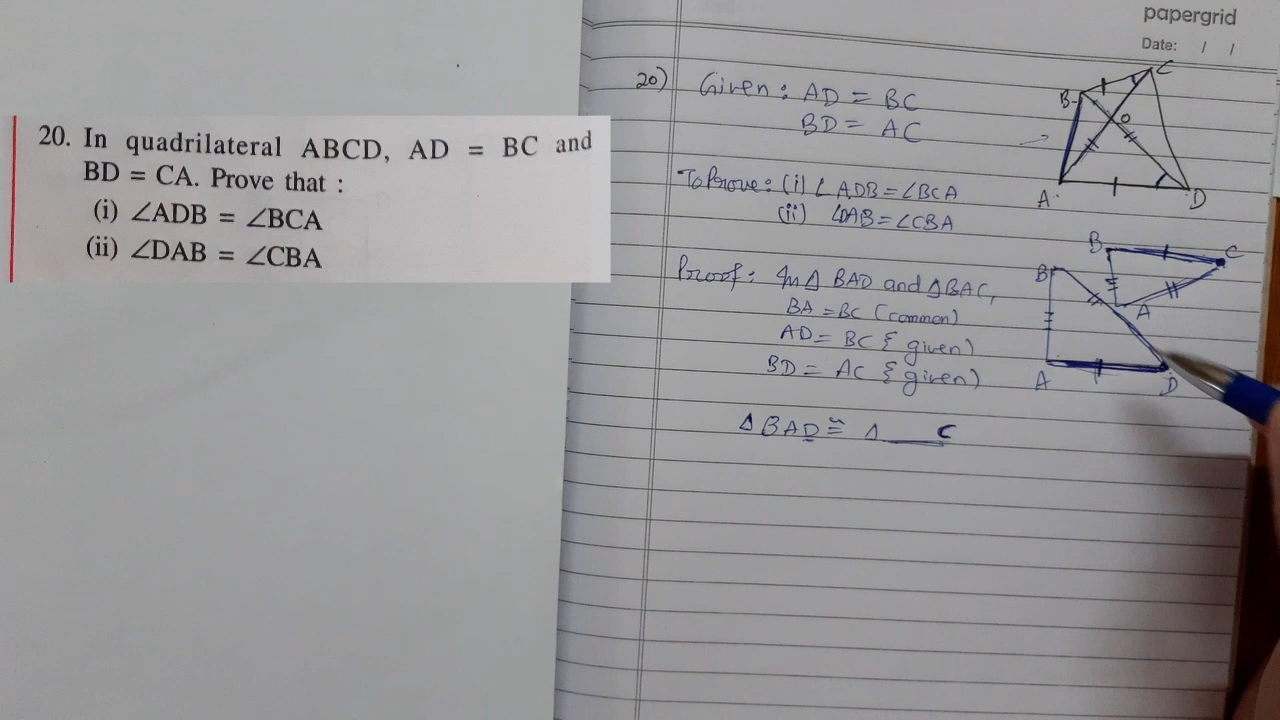 20. In quadrilateral ABCD, AD = BC and
BD = CA. Prove that :
(i) ∠ADB = ∠BCA
(ii) ∠DAB = ∠CBA
papergrid
Date: / /
20) Given : AD = BC
BD = AC
To Prove : (i) ∠ADB = ∠BCA
(ii) ∠DAB = ∠CBA
Proof : In Δ BAD and Δ BAC,
BA = BC (common)
AD = BC { given)
BD = AC { given)
Δ BAD ≅ Δ ___C
C
B
O
A
D
B
C
A
B
A
D